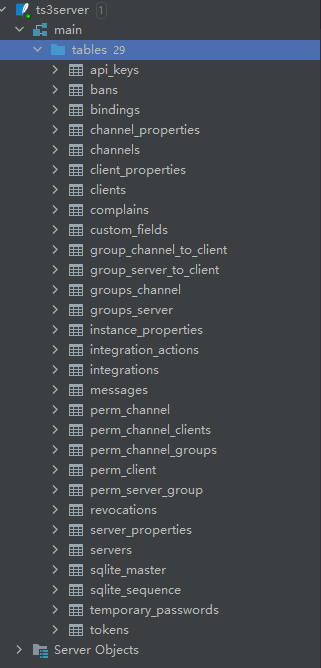 ts3server 1
main
tables 29
api_keys
bans
bindings
channel_properties
channels
client_properties
clients
complains
custom_fields
group_channel_to_client
group_server_to_client
groups_channel
groups_server
instance_properties
integration_actions
integrations
messages
perm_channel
perm_channel_clients
perm_channel_groups
perm_client
perm_server_group
revocations
server_properties
servers
sqlite_master
sqlite_sequence
temporary_passwords
tokens
Server Objects